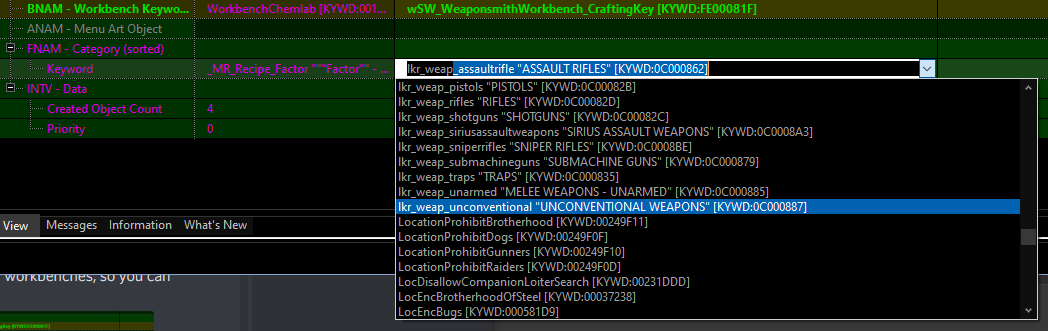 BNAM - Workbench Keywo... WorkbenchChemlab [KYWD:001... wSW_WeaponsmithWorkbench_CraftingKey [KYWD:FE00081F]
ANAM - Menu Art Object
FNAM - Category (sorted)
Keyword _MR_Recipe_Factor """Factor"" - ... lkr_weap_assaultrifle "ASSAULT RIFLES" [KYWD:0C000862]
INTV - Data
Created Object Count 4
Priority 0
lkr_weap_pistols "PISTOLS" [KYWD:0C00082B]
lkr_weap_rifles "RIFLES" [KYWD:0C00082D]
lkr_weap_shotguns "SHOTGUNS" [KYWD:0C00082C]
lkr_weap_siriusassaultweapons "SIRIUS ASSAULT WEAPONS" [KYWD:0C0008A3]
lkr_weap_sniperrifles "SNIPER RIFLES" [KYWD:0C0008BE]
lkr_weap_submachineguns "SUBMACHINE GUNS" [KYWD:0C000879]
lkr_weap_traps "TRAPS" [KYWD:0C000835]
lkr_weap_unarmed "MELEE WEAPONS - UNARMED" [KYWD:0C000885]
lkr_weap_unconventional "UNCONVENTIONAL WEAPONS" [KYWD:0C000887]
LocationProhibitBrotherhood [KYWD:00249F11]
LocationProhibitDogs [KYWD:00249F0F]
LocationProhibitGunners [KYWD:00249F10]
LocationProhibitRaiders [KYWD:00249F0D]
LocDisallowCompanionLoiterSearch [KYWD:00231DDD]
LocEncBrotherhoodOfSteel [KYWD:00037238]
LocEncBugs [KYWD:000581D9]
View Messages Information What's New
workbenches, so you can